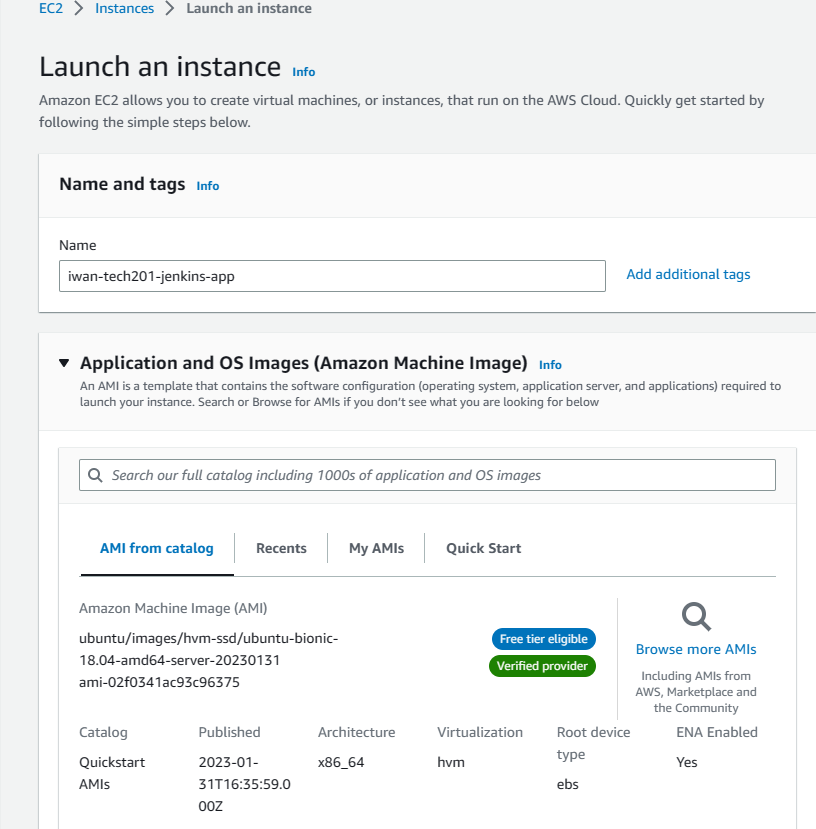 EC2 > Instances > Launch an instance
Launch an instance Info
Amazon EC2 allows you to create virtual machines, or instances, that run on the AWS Cloud. Quickly get started by
following the simple steps below.
Name and tags Info
Name
iwan-tech201-jenkins-app
Add additional tags
Application and OS Images (Amazon Machine Image) Info
An AMI is a template that contains the software configuration (operating system, application server, and applications) required to
launch your instance. Search or Browse for AMIs if you don't see what you are looking for below
Search our full catalog including 1000s of application and OS images
AMI from catalog
Recents
My AMIs
Quick Start
Amazon Machine Image (AMI)
ubuntu/images/hvm-ssd/ubuntu-bionic-
18.04-amd64-server-20230131
ami-02f0341ac93c96375
Free tier eligible
Verified provider
Browse more AMIs
Including AMIs from
AWS, Marketplace and
the Community
Catalog
Quickstart
AMIs
Published
2023-01-
31T16:35:59.0
00Z
Architecture
x86_64
Virtualization
hvm
Root device
type
ebs
ENA Enabled
Yes